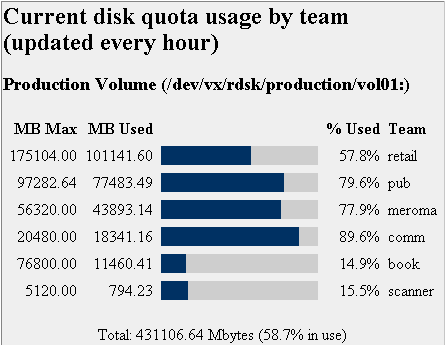 Current disk quota usage by team
(updated every hour)
Production Volume (/dev/vx/rdsk/production/vol01:)
MB Max MB Used % Used Team
175104.00 101141.60 57.8% retail
97282.64 77483.49 79.6% pub
56320.00 43893.14 77.9% meroma
20480.00 18341.16 89.6% comm
76800.00 11460.41 14.9% book
5120.00 794.23 15.5% scanner
Total: 431106.64 Mbytes (58.7% in use)